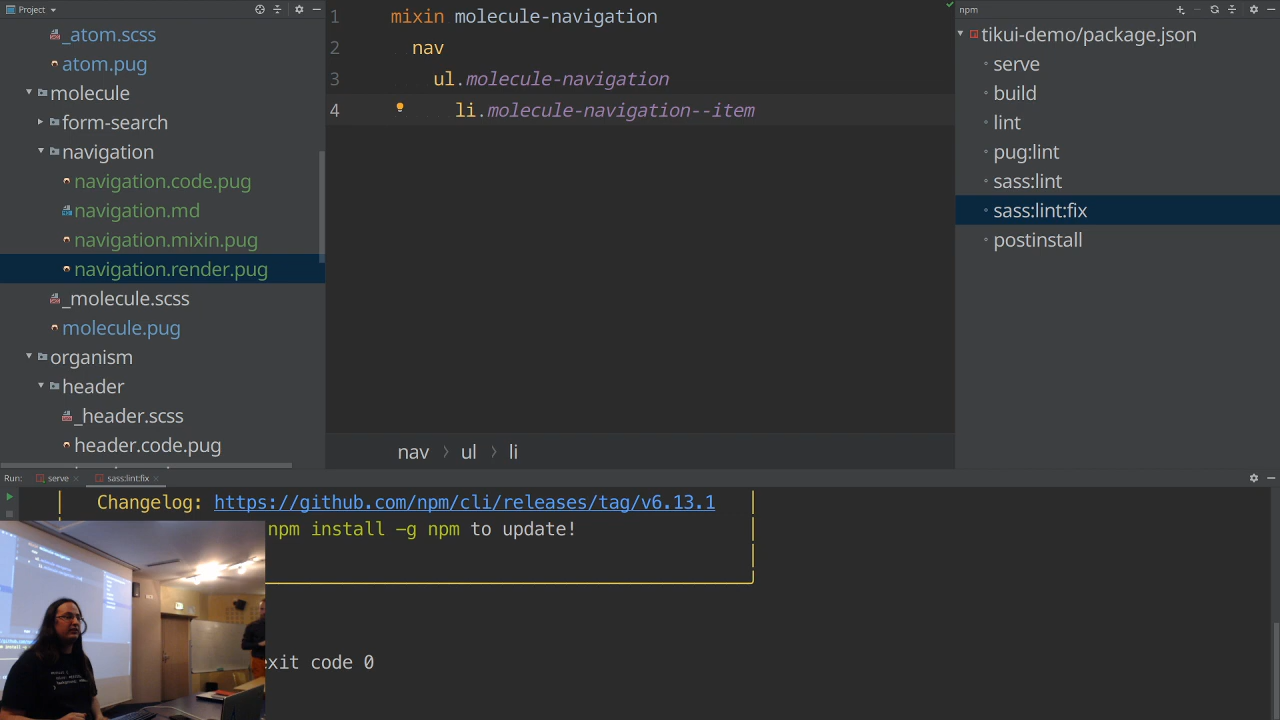 Project
_atom.scss
atom.pug
molecule
form-search
navigation
navigation.code.pug
navigation.md
navigation.mixin.pug
navigation.render.pug
_molecule.scss
molecule.pug
organism
header
_header.scss
header.code.pug
1 mixin molecule-navigation
2 nav
3 ul.molecule-navigation
4 li.molecule-navigation--item
nav > ul > li
npm
tikui-demo/package.json
serve
build
lint
pug:lint
sass:lint
sass:lint:fix
postinstall
Run: serve × sass:lint:fix ×
Changelog: https://github.com/npm/cli/releases/tag/v6.13.1
npm install -g npm to update!
exit code 0